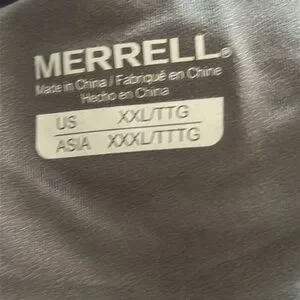 MERRELL®
Made in China / Fabriqué en Chine
Hecho en China
US XXL/TTG
ASIA XXXL/TTTG